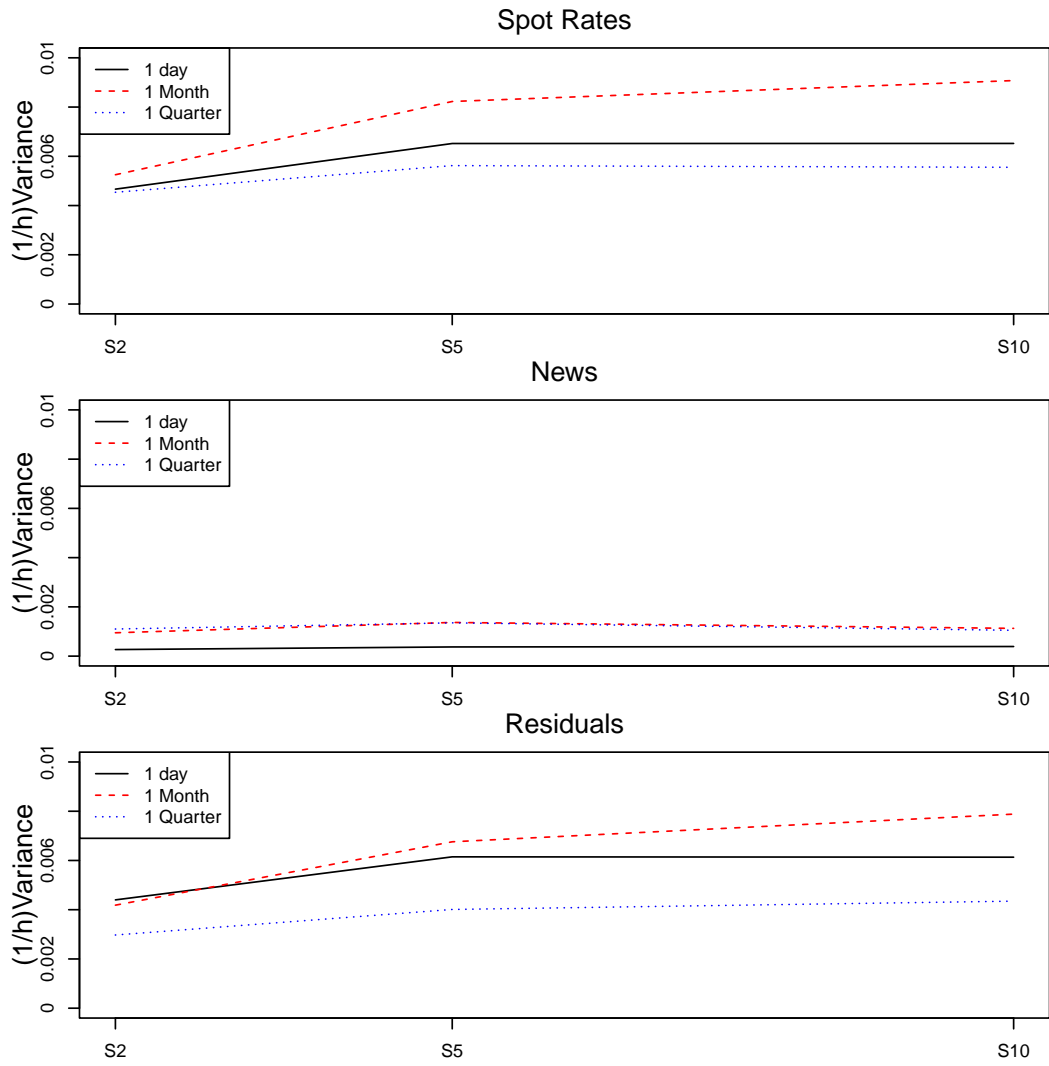 Spot Rates
1 day
1 Month
1 Quarter
(1/h)Variance
0.01
0.006
0.002
0
S2
S5
S10
News
1 day
1 Month
1 Quarter
(1/h)Variance
0.01
0.006
0.002
0
S2
S5
S10
Residuals
1 day
1 Month
1 Quarter
(1/h)Variance
0.01
0.006
0.002
0
S2
S5
S10